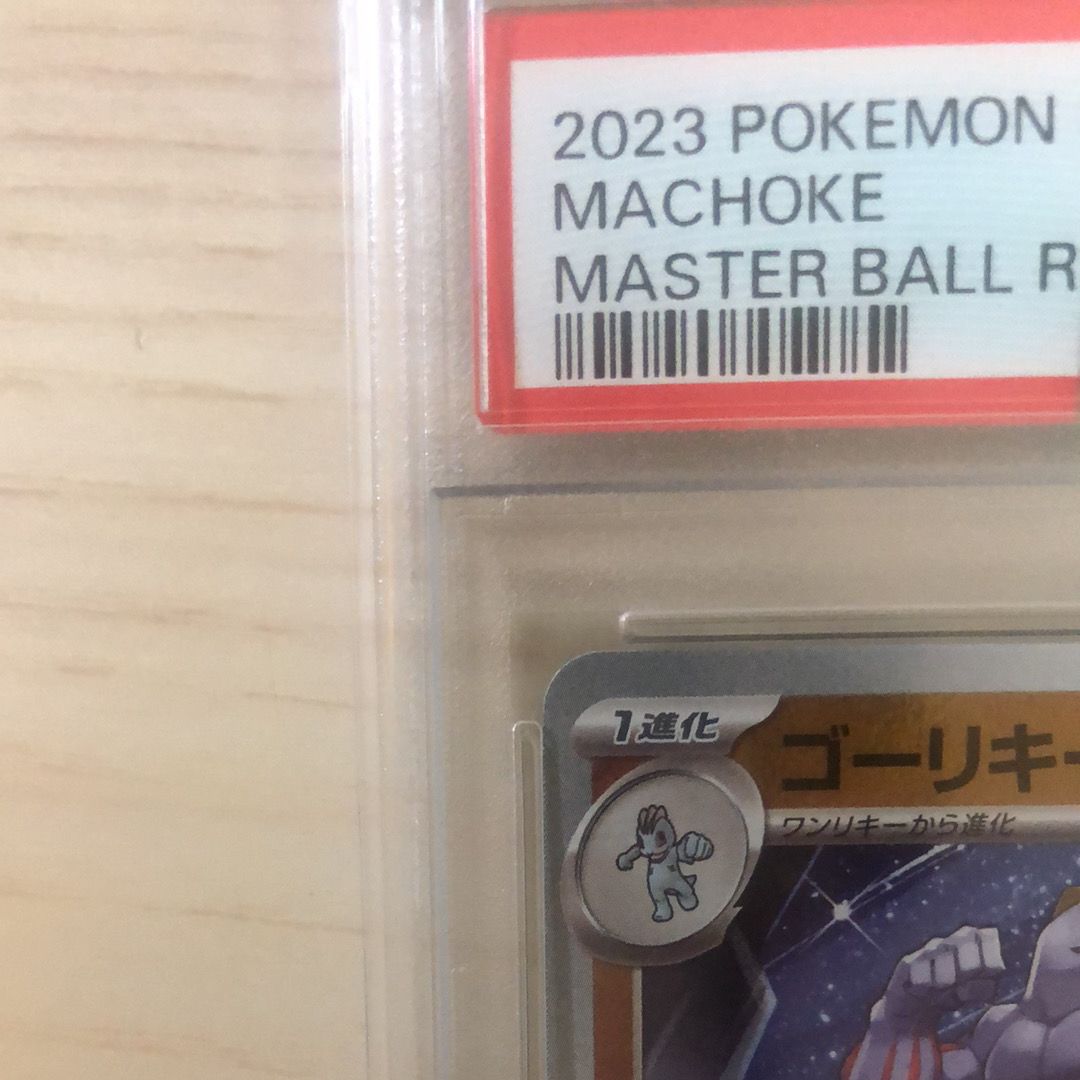 2023 POKEMON
MACHOKE
MASTER BALL R
1進化
ゴーリキー
ワンリキーから進化